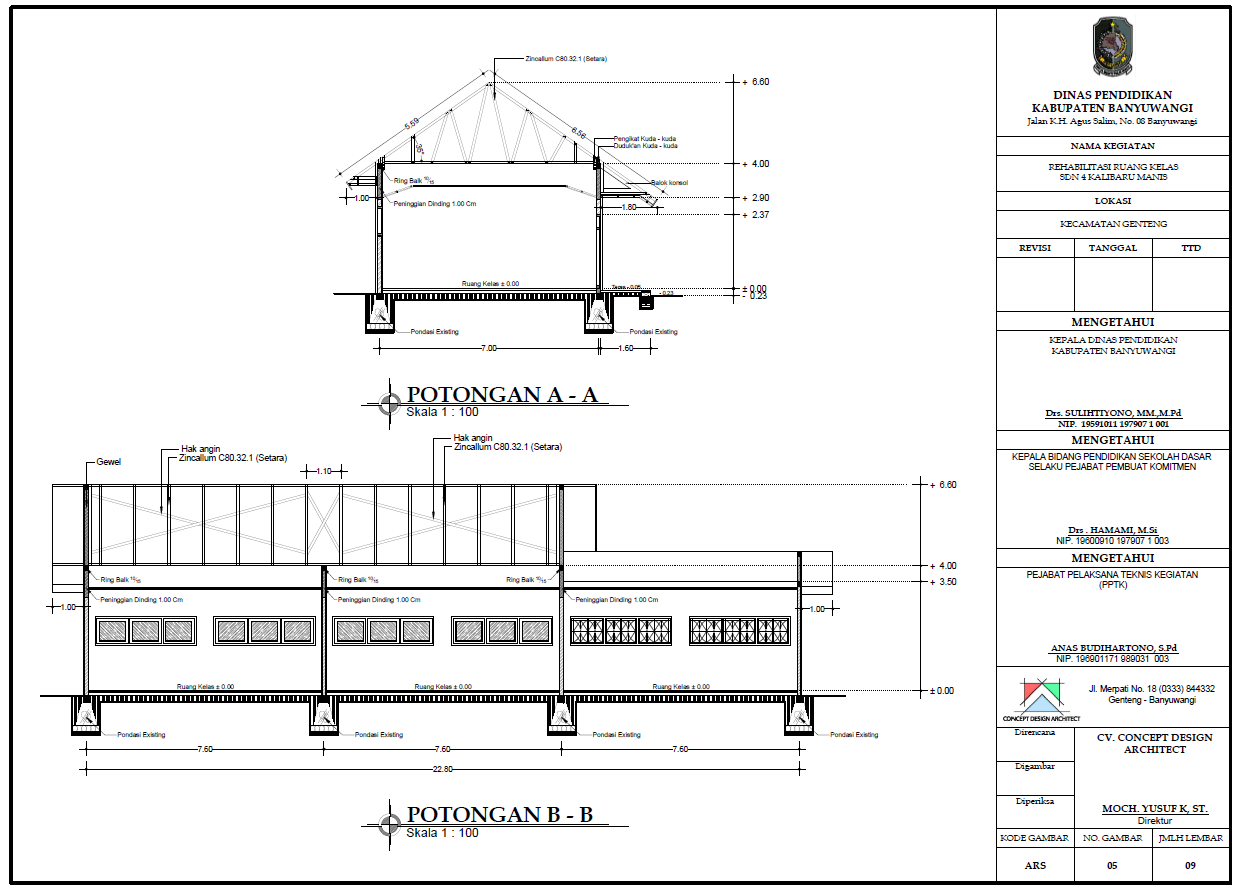 Zincallum C80.32.1 (Setara)
+ 6.60
5.59
6.56
35°
Pengikat Kuda - kuda
Duduk'an Kuda - kuda
+ 4.00
Ring Balk 10/15
Balok konsol
1.00
+ 2.90
Peninggian Dinding 1.00 Cm
1.80
+ 2.37
Ruang Kelas ± 0.00
Teras - 0.05
± 0.00
- 0.23
- 0.23
Pondasi Existing
Pondasi Existing
7.00
1.60
POTONGAN A - A
Skala 1 : 100
Hak angin
Zincallum C80.32.1 (Setara)
Hak angin
Zincallum C80.32.1 (Setara)
Gewel
1.10
+ 6.60
+ 4.00
Ring Balk 10/15
Ring Balk 10/15
Ring Balk 10/15
+ 3.50
Peninggian Dinding 1.00 Cm
Peninggian Dinding 1.00 Cm
Peninggian Dinding 1.00 Cm
1.00
1.00
Ruang Kelas ± 0.00
Ruang Kelas ± 0.00
Ruang Kelas ± 0.00
± 0.00
Pondasi Existing
Pondasi Existing
Pondasi Existing
Pondasi Existing
7.60
7.60
7.60
22.80
POTONGAN B - B
Skala 1 : 100
DINAS PENDIDIKAN
KABUPATEN BANYUWANGI
Jalan K.H. Agus Salim, No. 08 Banyuwangi
NAMA KEGIATAN
REHABILITASI RUANG KELAS
SDN 4 KALIBARU MANIS
LOKASI
KECAMATAN GENTENG
REVISI TANGGAL TTD
MENGETAHUI
KEPALA DINAS PENDIDIKAN
KABUPATEN BANYUWANGI
Drs. SULIHTIYONO, MM.,M.Pd
NIP. 19591011 197907 1 001
MENGETAHUI
KEPALA BIDANG PENDIDIKAN SEKOLAH DASAR
SELAKU PEJABAT PEMBUAT KOMITMEN
Drs . HAMAMI, M.Si
NIP. 19600910 197907 1 003
MENGETAHUI
PEJABAT PELAKSANA TEKNIS KEGIATAN
(PPTK)
ANAS BUDIHARTONO, S.Pd
NIP. 196901171 989031 003
CONCEPT DESIGN ARCHITECT
Jl. Merpati No. 18 (0333) 844332
Genteng - Banyuwangi
Direncana
Digambar
Diperiksa
CV. CONCEPT DESIGN
ARCHITECT
MOCH. YUSUF K, ST.
Direktur
KODE GAMBAR NO. GAMBAR JMLH LEMBAR
ARS 05 09